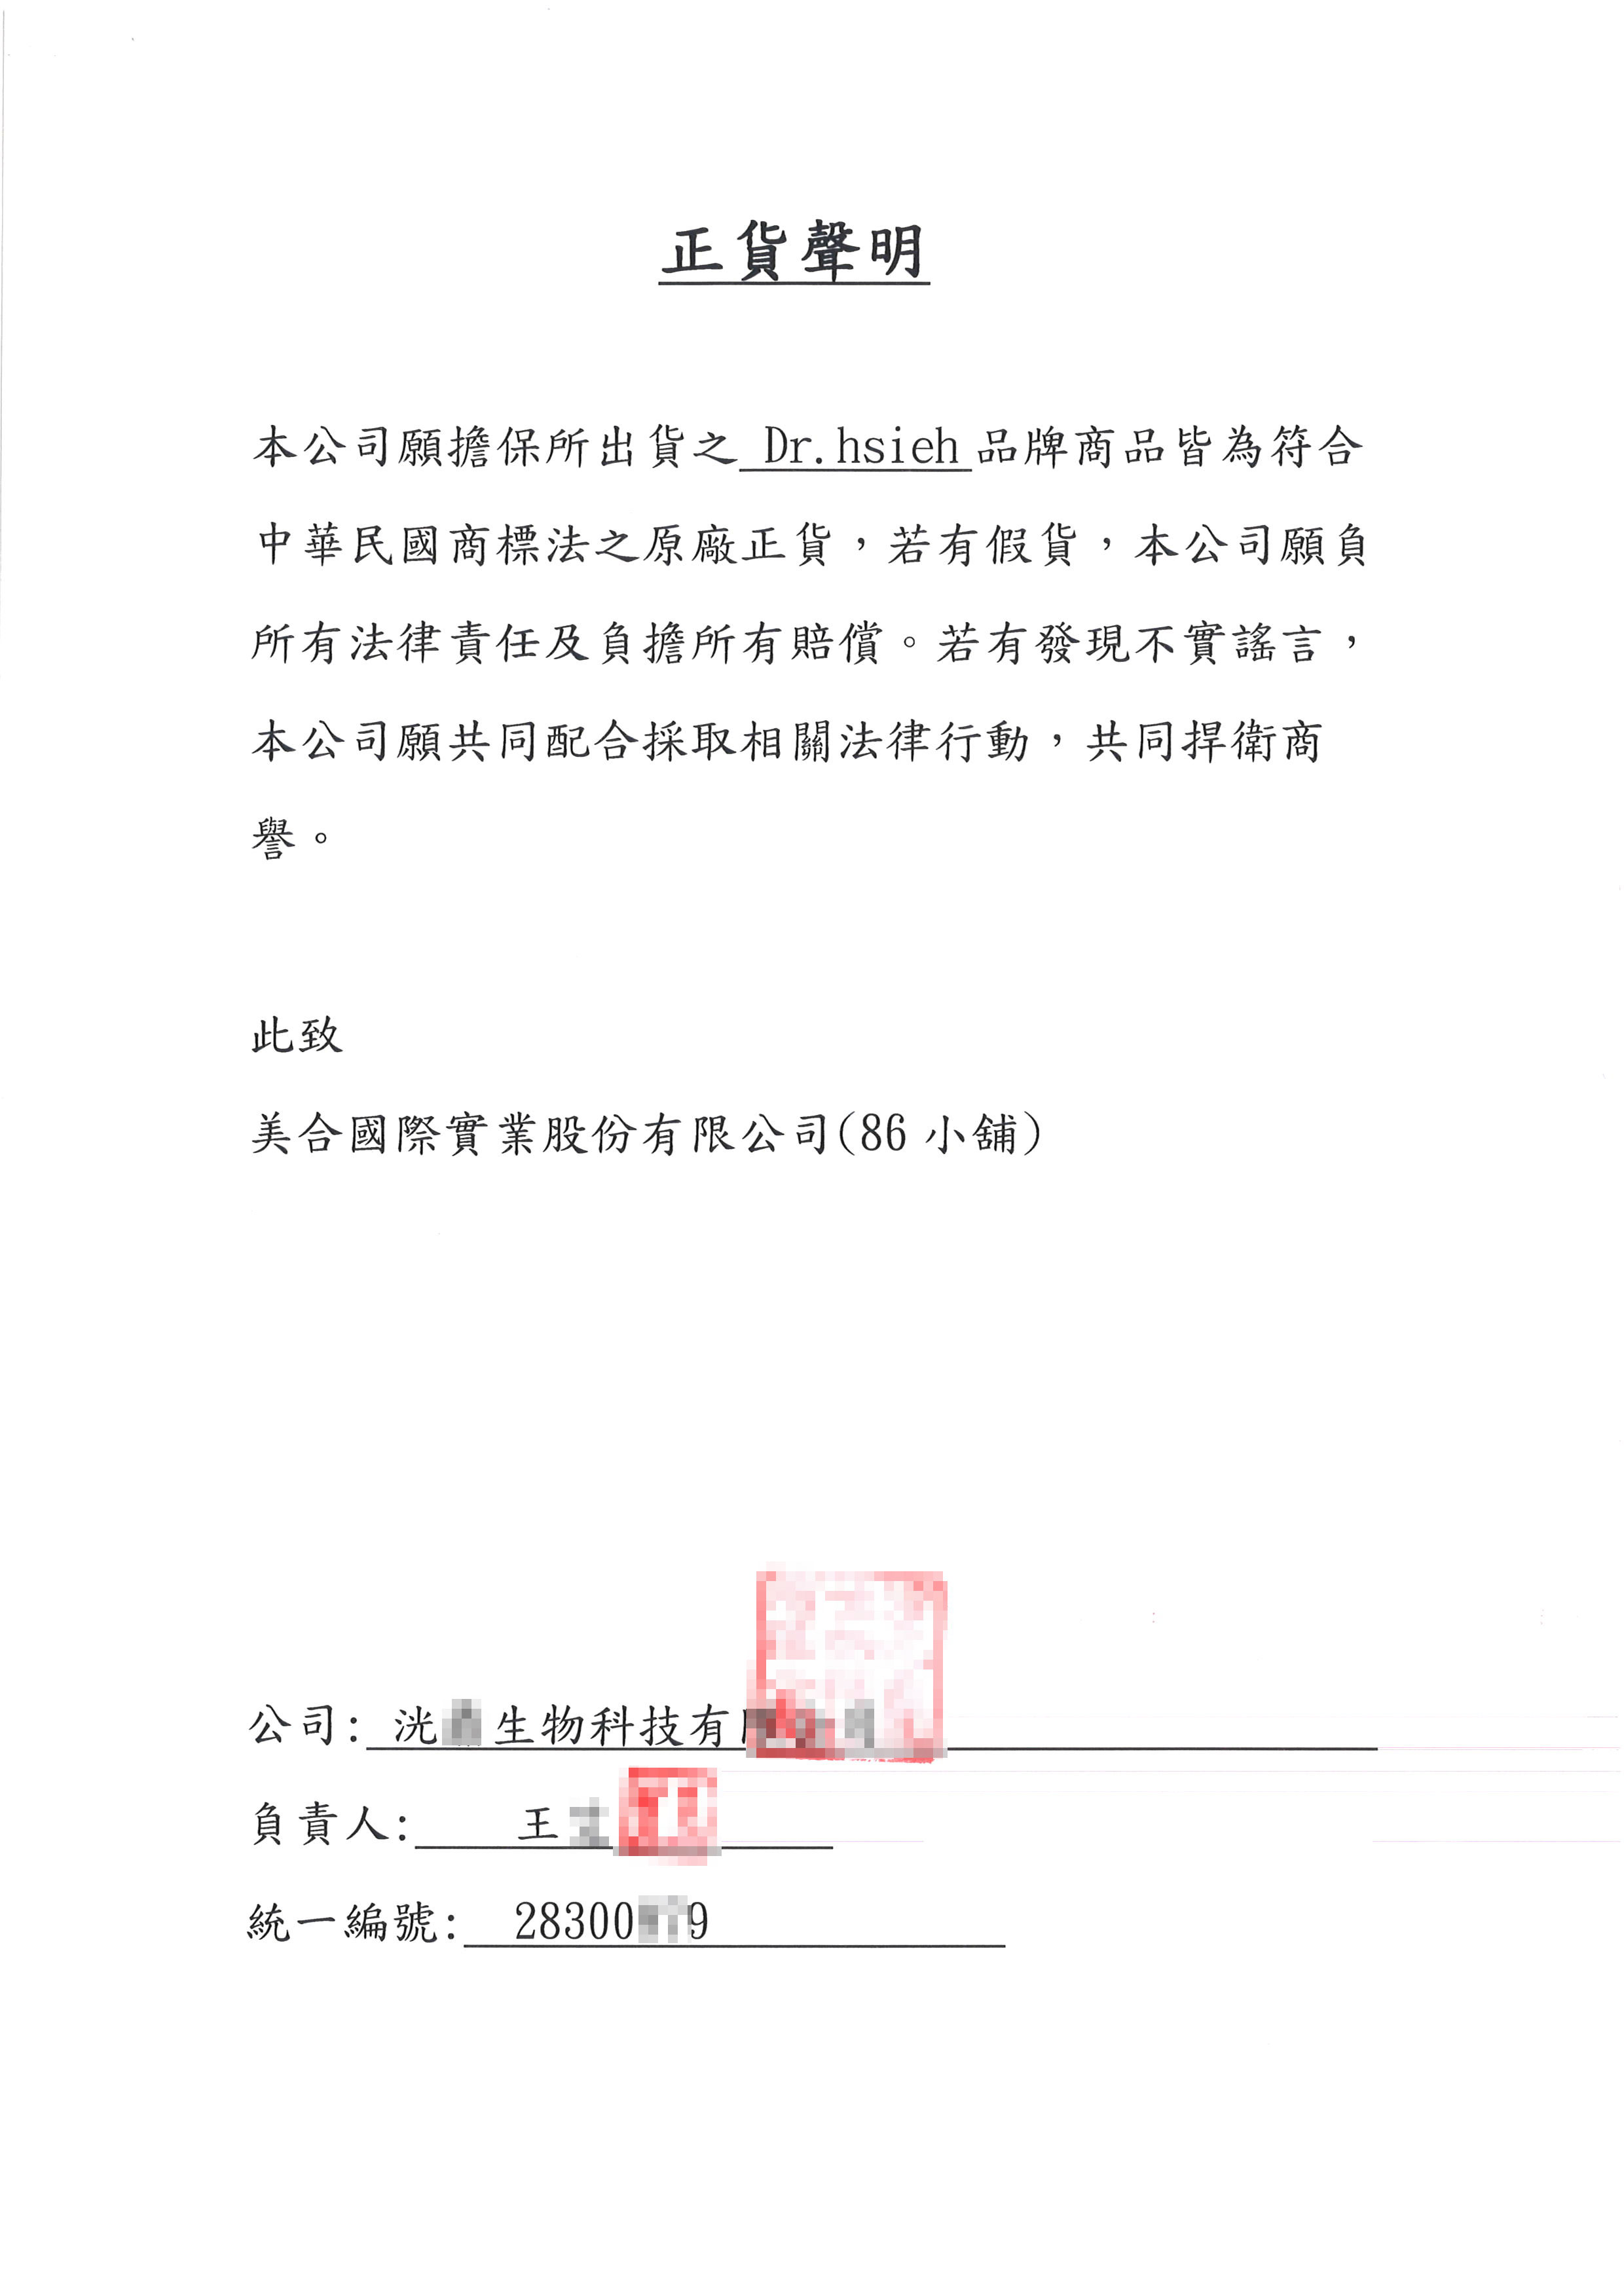 正貨聲明
本公司願擔保所出貨之 Dr.hsieh 品牌商品皆為符合
中華民國商標法之原廠正貨，若有假貨，本公司願負
所有法律責任及負擔所有賠償。若有發現不實謠言，
本公司願共同配合採取相關法律行動，共同捍衛商
譽。
此致
美合國際實業股份有限公司(86 小舖)
公司: 洸 生物科技有
負責人: 王
統一編號: 28300 9